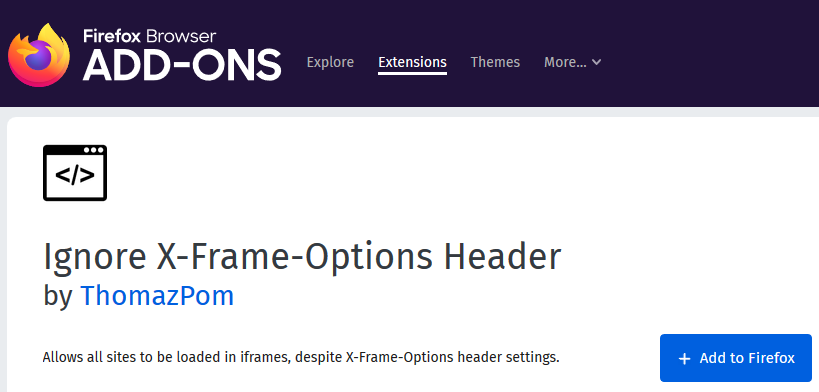 Firefox Browser
ADD-ONS
Explore
Extensions
Themes
More...
</>
Ignore X-Frame-Options Header
by ThomazPom
Allows all sites to be loaded in iframes, despite X-Frame-Options header settings.
+ Add to Firefox